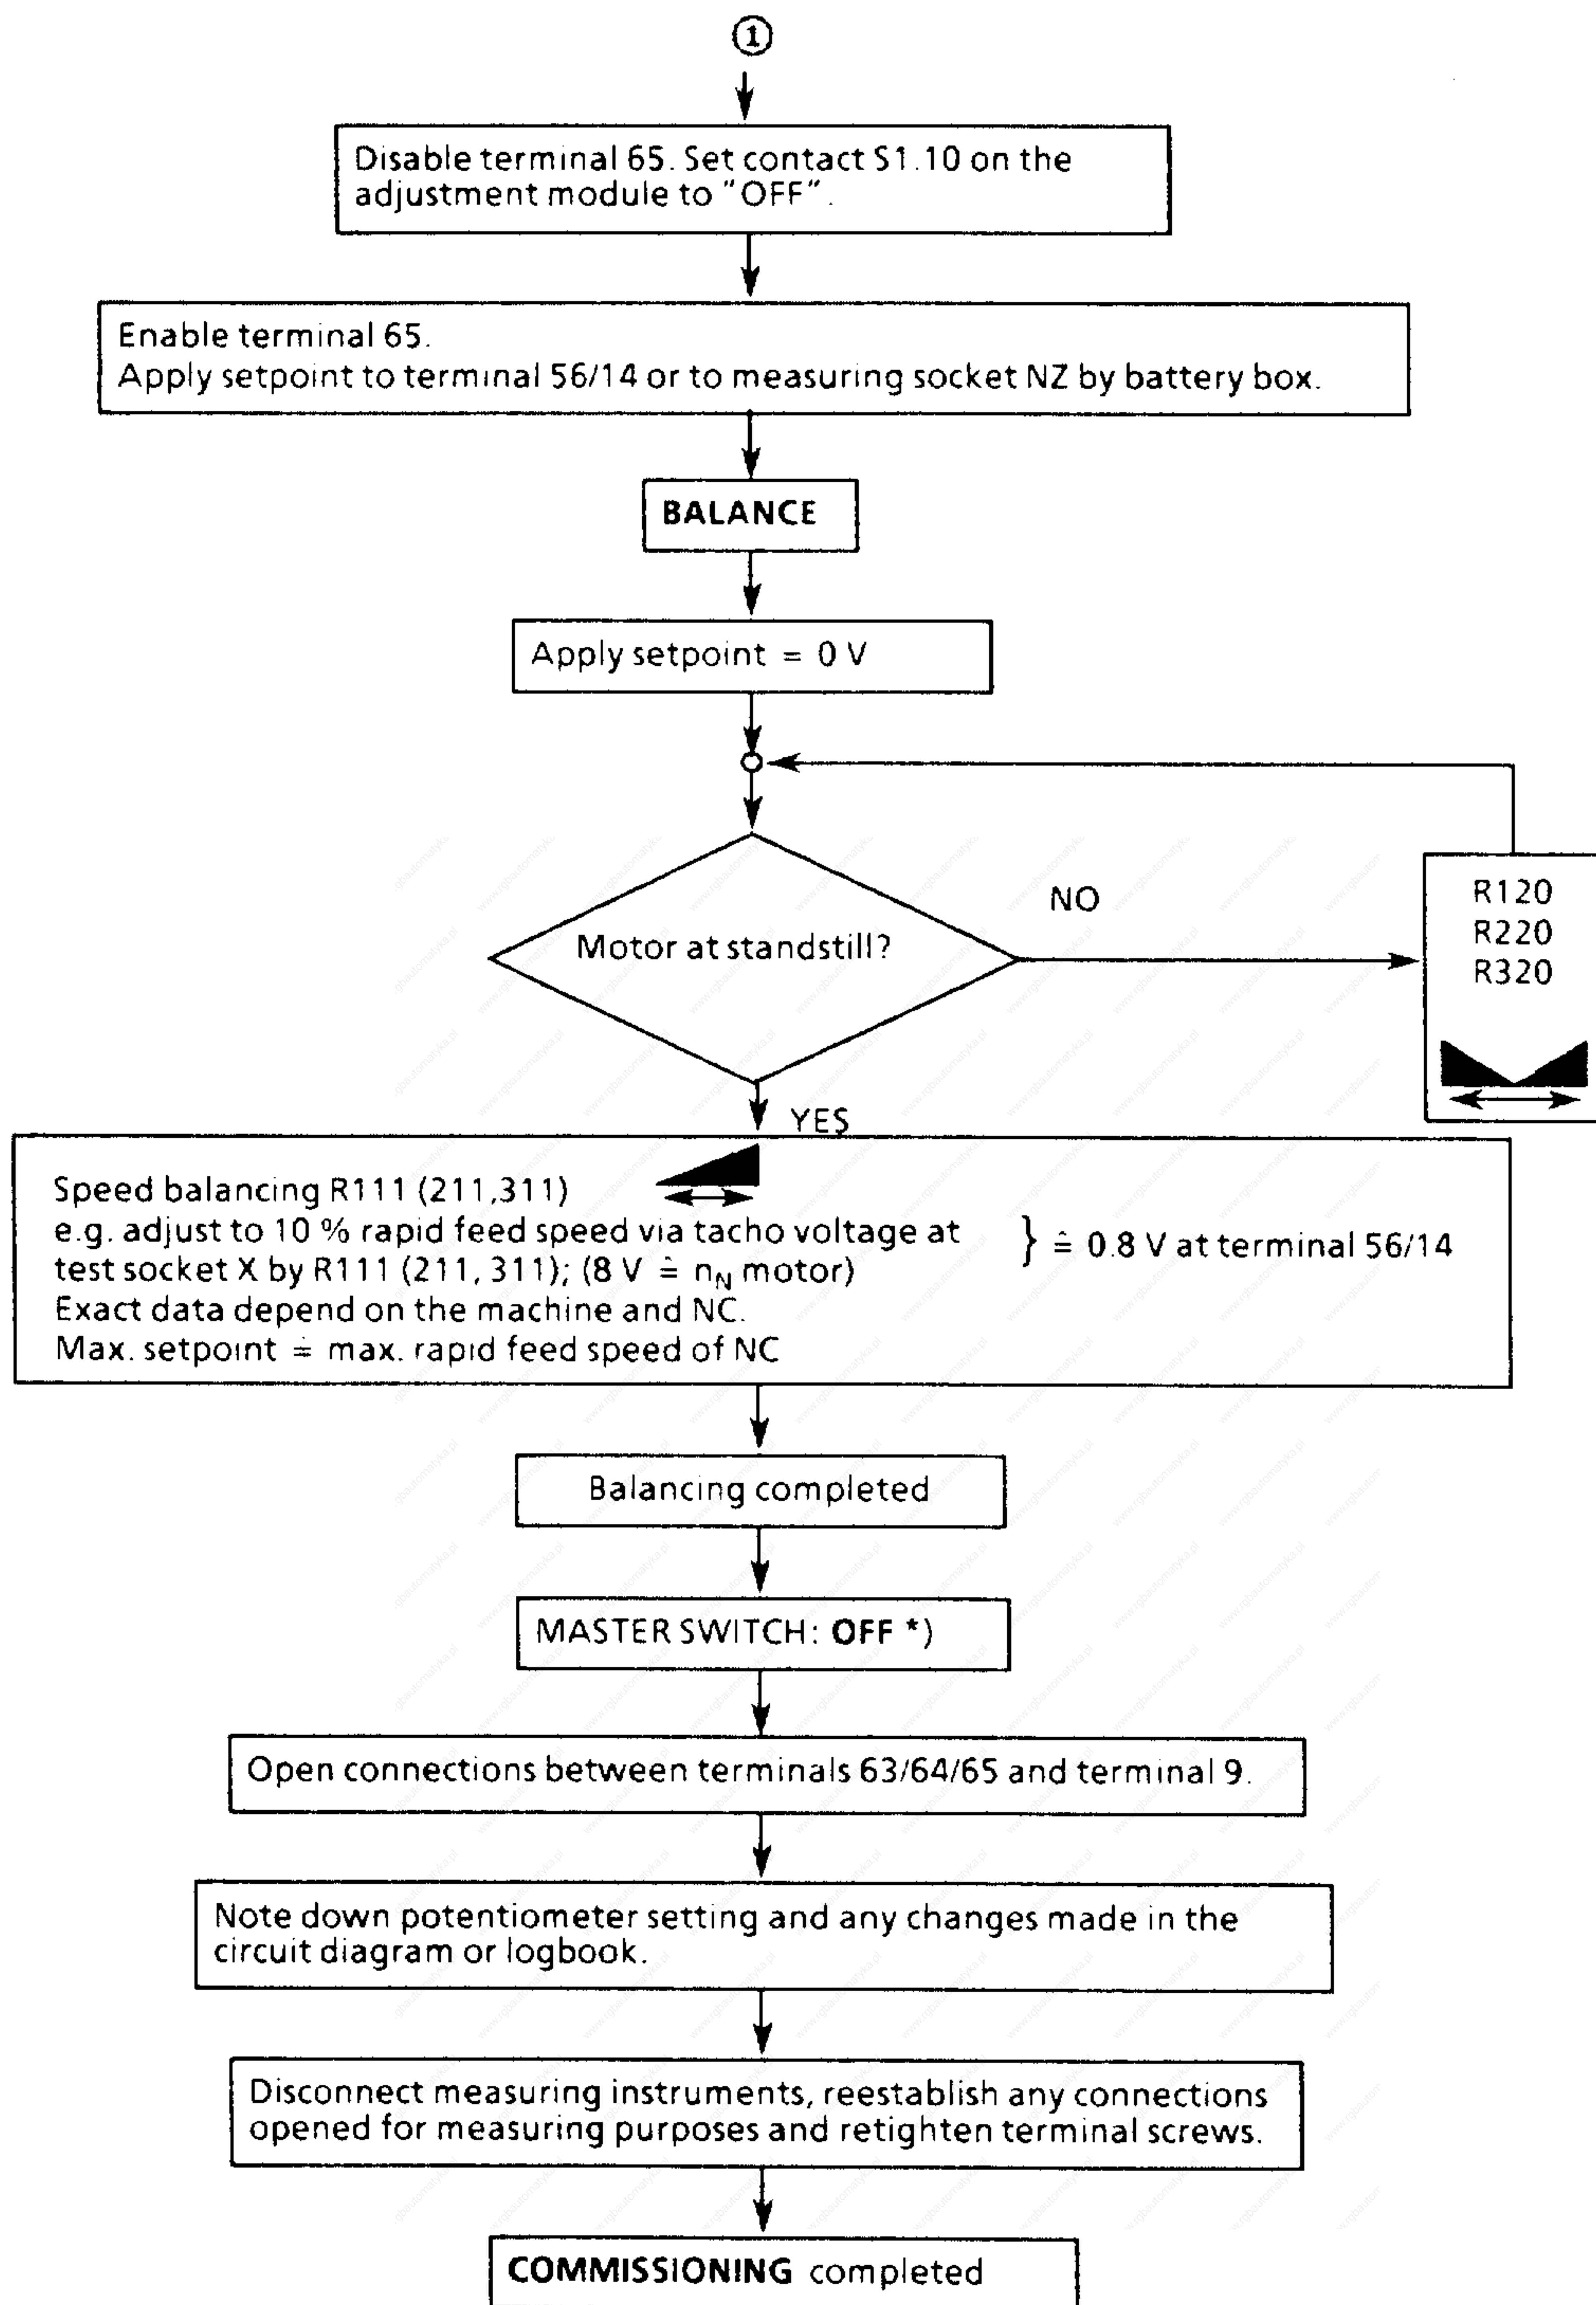 ①
Disable terminal 65. Set contact S1.10 on the
adjustment module to "OFF".
Enable terminal 65.
Apply setpoint to terminal 56/14 or to measuring socket NZ by battery box.
BALANCE
Apply setpoint = 0 V
Motor at standstill?
NO
R120
R220
R320
YES
Speed balancing R111 (211,311)
e.g. adjust to 10 % rapid feed speed via tacho voltage at
test socket X by R111 (211, 311); (8 V ≙ nN motor)
} ≙ 0.8 V at terminal 56/14
Exact data depend on the machine and NC.
Max. setpoint ≙ max. rapid feed speed of NC
Balancing completed
MASTER SWITCH: OFF *)
Open connections between terminals 63/64/65 and terminal 9.
Note down potentiometer setting and any changes made in the
circuit diagram or logbook.
Disconnect measuring instruments, reestablish any connections
opened for measuring purposes and retighten terminal screws.
COMMISSIONING completed